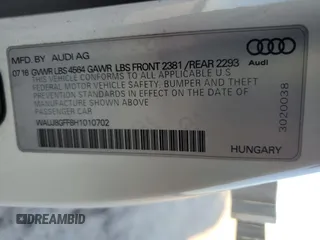 MFD. BY AUDI AG
07 16 GVWR LBS 4564 GAWR LBS FRONT 2381 / REAR 2293
THIS VEHICLE CONFORMS TO ALL APPLICABLE U.S.
FEDERAL MOTOR VEHICLE SAFETY, BUMPER AND THEFT
PREVENTION STANDARDS IN EFFECT ON THE DATE OF
MANUFACTURE SHOWN ABOVE.
PASSENGER CAR
Audi
3020038
HUNGARY
DREAMBID